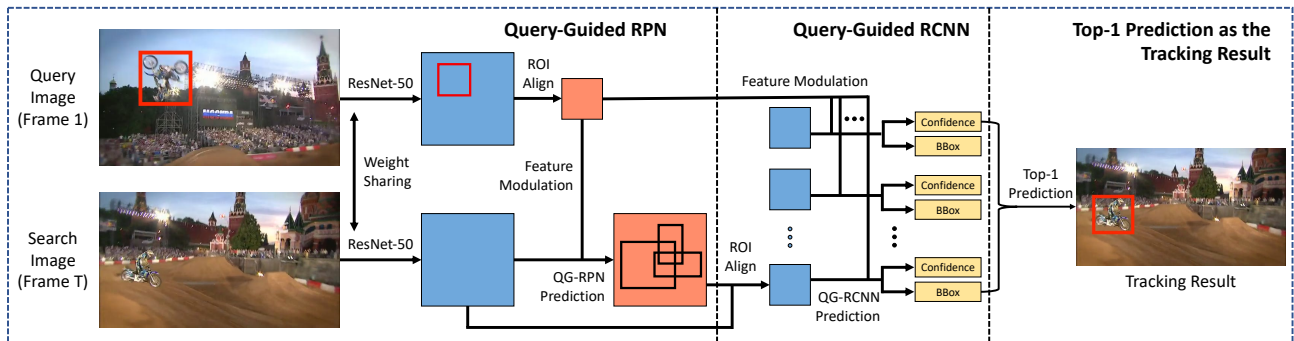 Query-Guided RPN
Query-Guided RCNN
Top-1 Prediction as the
Tracking Result
Query
Image
(Frame 1)
ResNet-50
ROI
Align
Feature Modulation
Weight
Sharing
Feature
Modulation
Search
Image
(Frame T)
ResNet-50
QG-RPN
Prediction
ROI
Align
QG-RCNN
Prediction
Confidence
BBox
Confidence
BBox
Confidence
BBox
Top-1
Prediction
Tracking Result